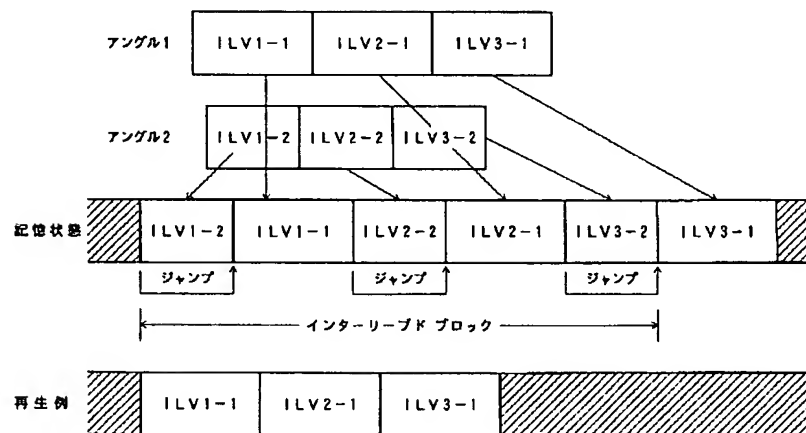 アングル1 ILV1-1 ILV2-1 ILV3-1
アングル2 ILV1-2 ILV2-2 ILV3-2
記憶状態 ILV1-2 ILV1-1 ILV2-2 ILV2-1 ILV3-2 ILV3-1
ジャンプ ジャンプ ジャンプ
インターリーブド ブロック
再生例 ILV1-1 ILV2-1 ILV3-1